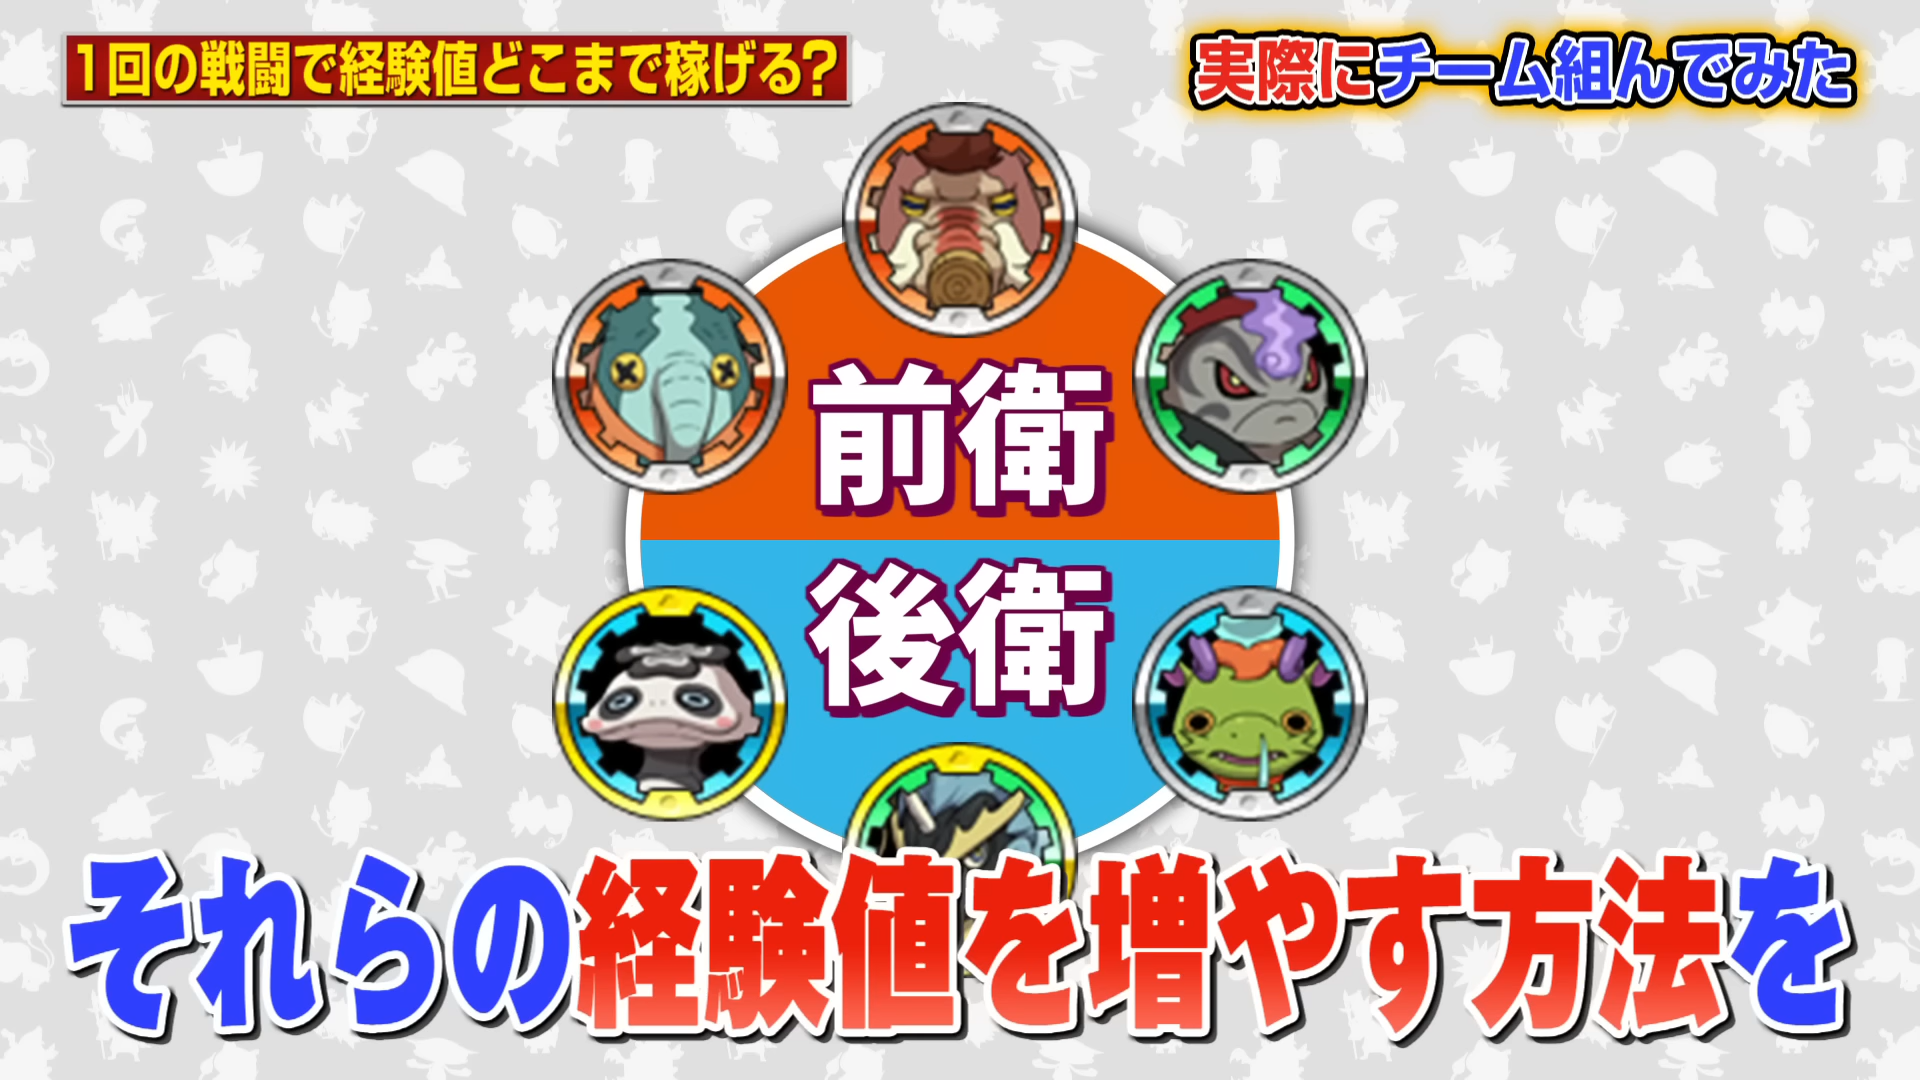 1回の戦闘で経験値どこまで稼げる?
実際にチーム組んでみた
前衛
後衛
それらの経験値を増やす方法を